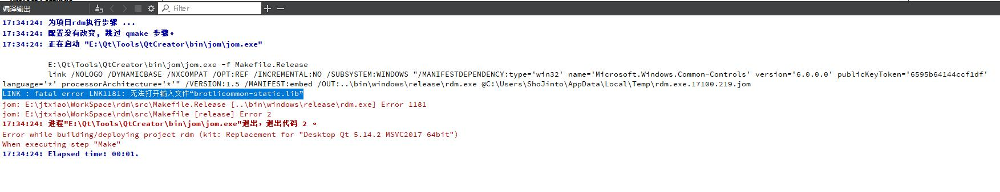 编译输出 Filter
17:34:24: 为项目rdm执行步骤 ...
17:34:24: 配置没有改变, 跳过 qmake 步骤。
17:34:24: 正在启动 "E:\Qt\Tools\QtCreator\bin\jom\jom.exe"
E:\Qt\Tools\QtCreator\bin\jom\jom.exe -f Makefile.Release
link /NOLOGO /DYNAMICBASE /NXCOMPAT /OPT:REF /INCREMENTAL:NO /SUBSYSTEM:WINDOWS "/MANIFESTDEPENDENCY:type='win32' name='Microsoft.Windows.Common-Controls' version='6.0.0.0' publicKeyToken='6595b64144ccf1df'
language='*' processorArchitecture='*'" /VERSION:1.5 /MANIFEST:embed /OUT:..\bin\windows\release\rdm.exe @C:\Users\ShoJinto\AppData\Local\Temp\rdm.exe.17100.219.jom
LINK : fatal error LNK1181: 无法打开输入文件“brotlicommon-static.lib”
jom: E:\jtxiao\WorkSpace\rdm\src\Makefile.Release [..\bin\windows\release\rdm.exe] Error 1181
jom: E:\jtxiao\WorkSpace\rdm\src\Makefile [release] Error 2
17:34:24: 进程"E:\Qt\Tools\QtCreator\bin\jom\jom.exe"退出，退出代码 2 。
Error while building/deploying project rdm (kit: Replacement for "Desktop Qt 5.14.2 MSVC2017 64bit")
When executing step "Make"
17:34:24: Elapsed time: 00:01.